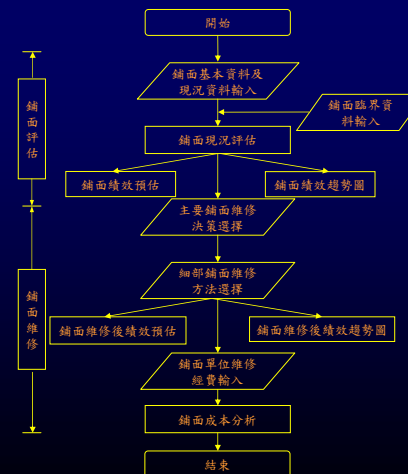 開始
鋪面基本資料及
現況資料輸入
鋪面臨界資
料輸入
鋪面評估
鋪面現況評估
鋪面績效預估
鋪面績效趨勢圖
主要鋪面維修
決策選擇
細部鋪面維修
方法選擇
鋪面維修
鋪面維修後績效預估
鋪面維修後績效趨勢圖
鋪面單位維修
經費輸入
鋪面成本分析
結束